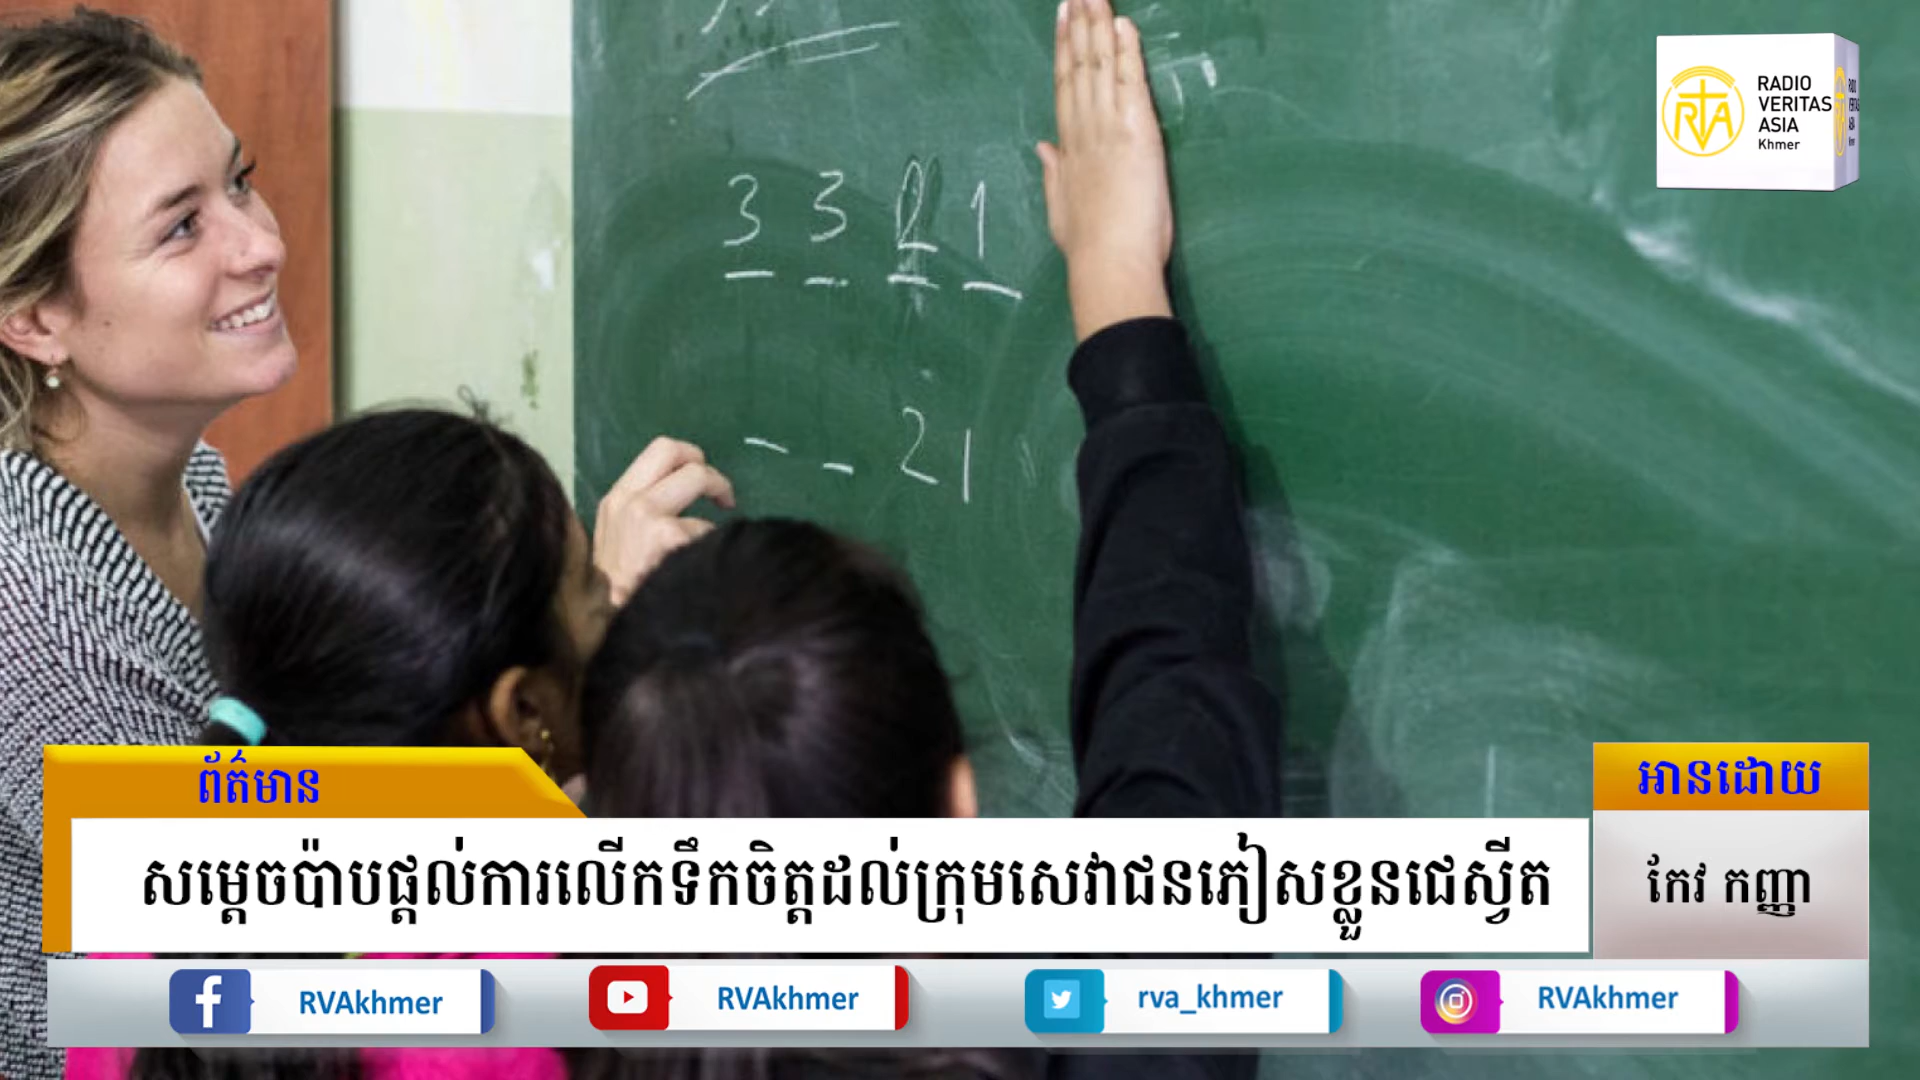 RADIO
VERITAS
ASIA
Khmer
3 3 2 1
2 1
ព័ត៌មាន
អានដោយ
សម្តេចប៉ាបផ្តល់ការលើកទឹកចិត្តដល់ក្រុមសេវាជនភៀសខ្លួនជេស្វីត
កែវ កញ្ញា
RVAkhmer
RVAkhmer
rva_khmer
RVAkhmer